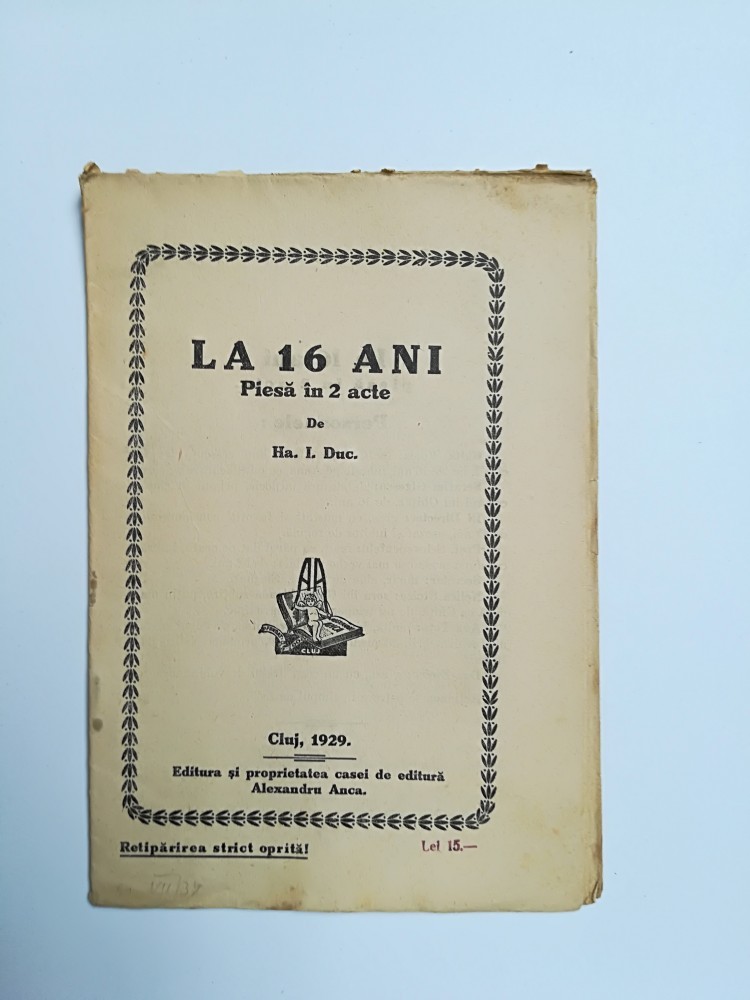 LA 16 ANI
Piesă în 2 acte
De
Ha. I. Duc.
CLUJ
Cluj, 1929.
Editura și proprietatea casei de editură
Alexandru Anca.
Retipărirea strict oprită!
Lei 15.—